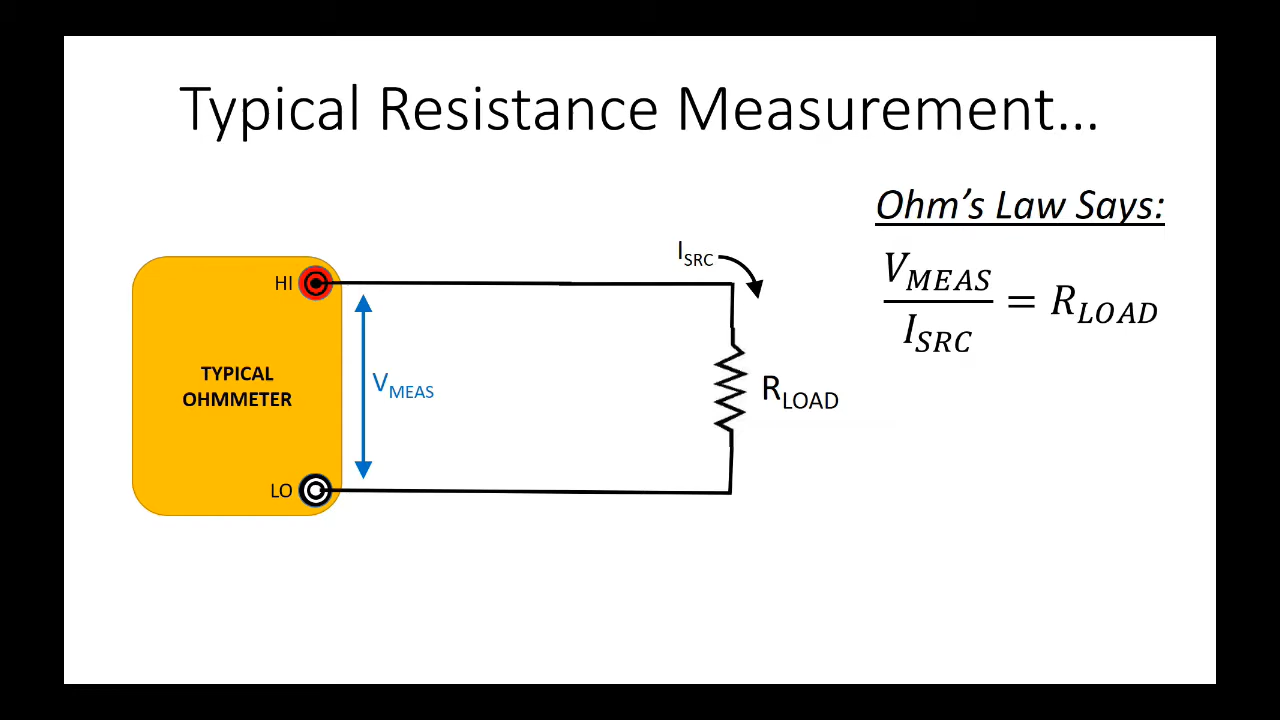 Typical Resistance Measurement...
Ohm's Law Says:
V_MEAS / I_SRC = R_LOAD
I_SRC
HI
TYPICAL
OHMMETER
V_MEAS
R_LOAD
LO